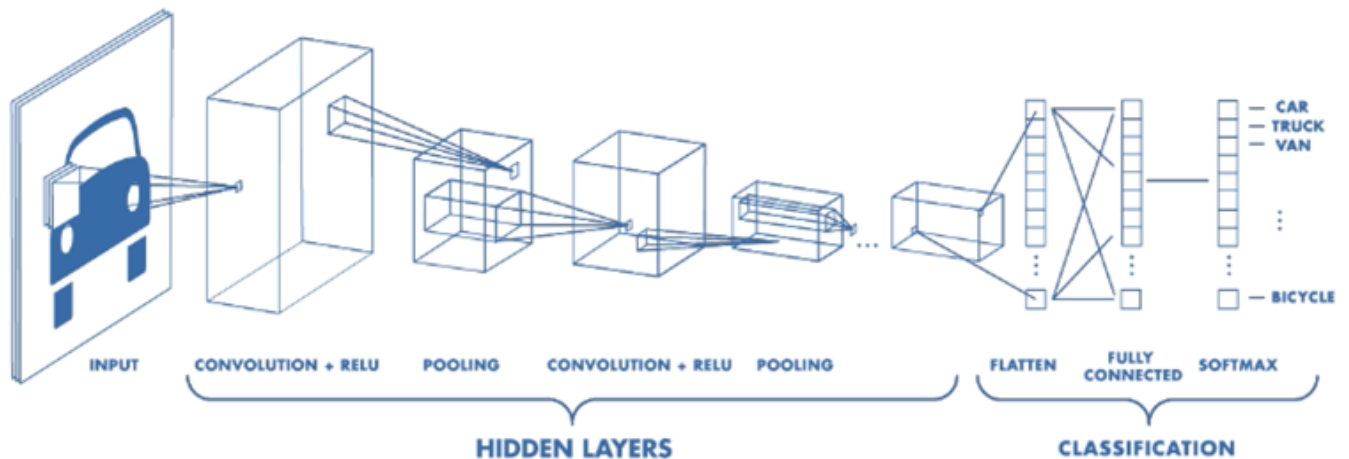 CAR
TRUCK
VAN
BICYCLE
INPUT
CONVOLUTION + RELU
POOLING
CONVOLUTION + RELU
POOLING
FLATTEN
FULLY
CONNECTED
SOFTMAX
HIDDEN LAYERS
CLASSIFICATION